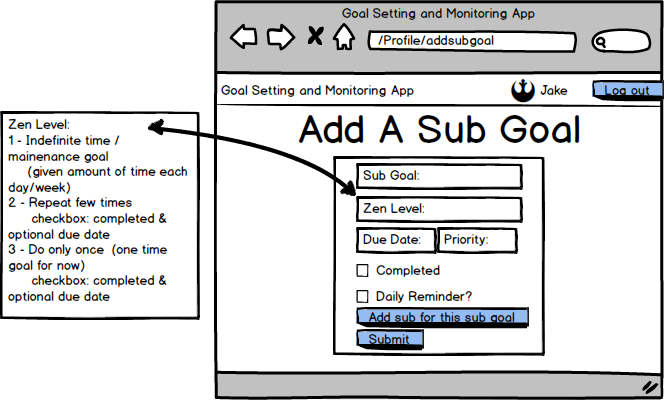 Goal Setting and Monitoring App
/Profile/addsubgoal
Goal Setting and Monitoring App
Jake
Log out
Add A Sub Goal
Zen Level:
1 - Indefinite time /
mainenance goal
(given amount of time each
day/week)
2 - Repeat few times
checkbox: completed &
optional due date
3 - Do only once (one time
goal for now)
checkbox: completed &
optional due date
Sub Goal:
Zen Level:
Due Date:
Priority:
Completed
Daily Reminder?
Add sub for this sub goal
Submit